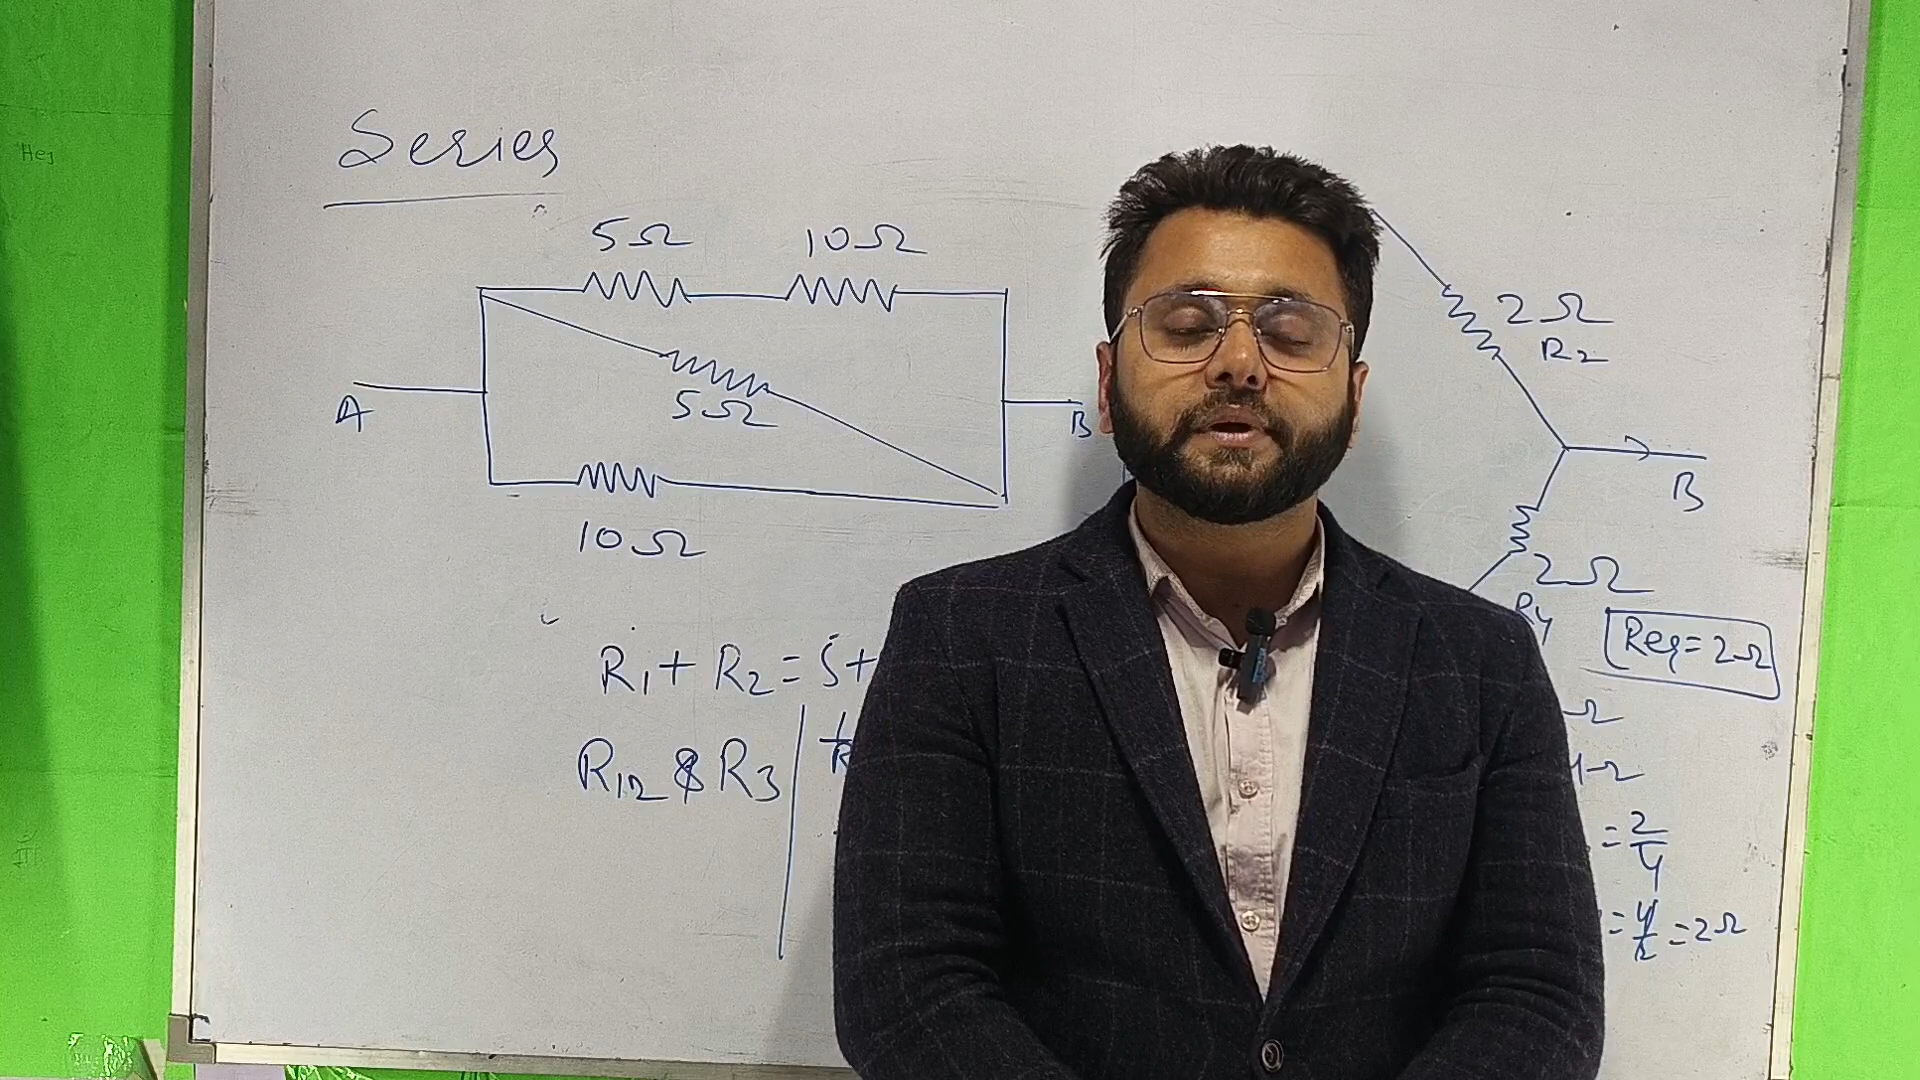 Series
5Ω 10Ω
5Ω
A
B
10Ω
R1 + R2 = 5+
R12 & R3
2Ω
R2
B
2Ω
R4
Req = 2Ω
= 2/4
= 4/2 = 2Ω